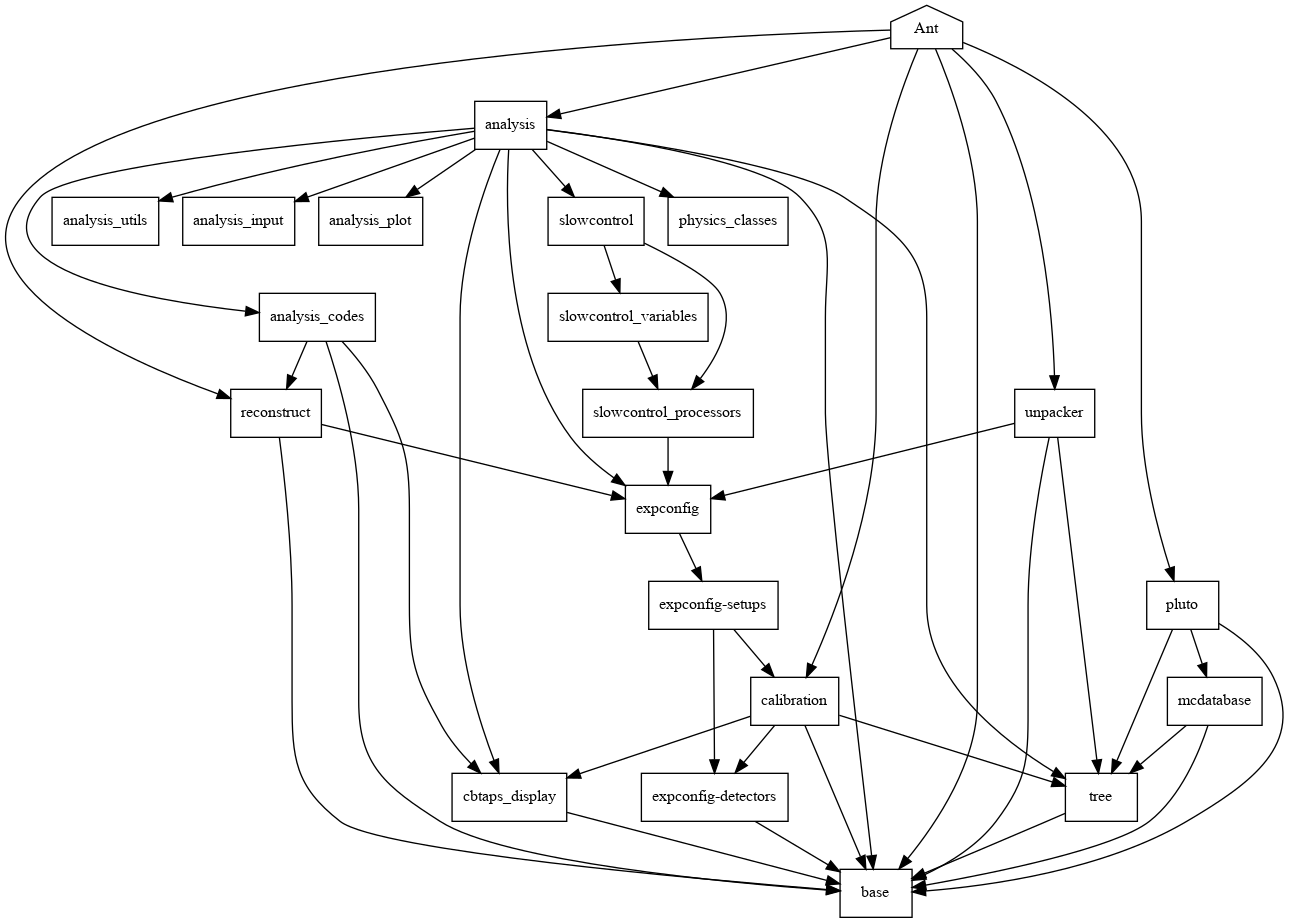 Ant
analysis
analysis_utils
analysis_input
analysis_plot
slowcontrol
physics_classes
analysis_codes
slowcontrol_variables
reconstruct
slowcontrol_processors
unpacker
expconfig
expconfig-setups
pluto
calibration
mcdatabase
cbtaps_display
expconfig-detectors
tree
base